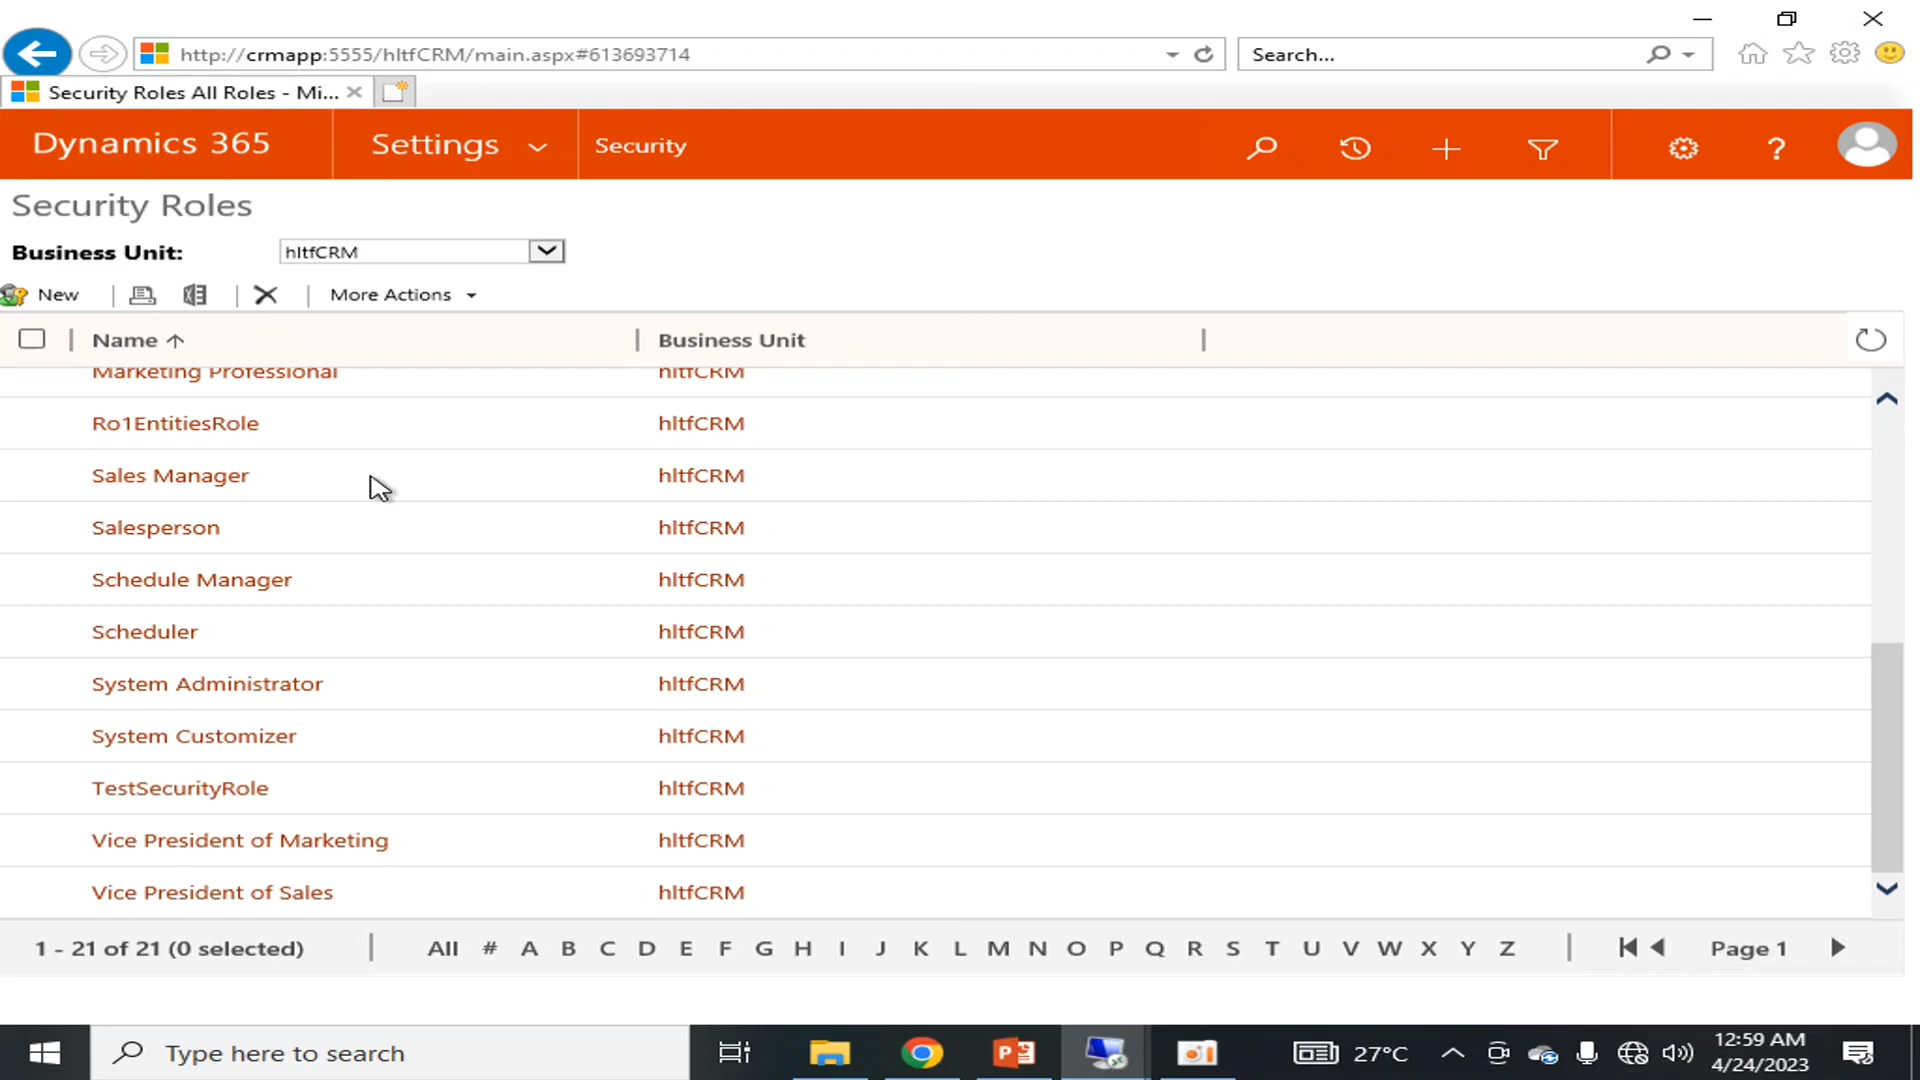 http://crmapp:5555/hltfCRM/main.aspx#613693714
Search...
Security Roles All Roles - Mi...
Dynamics 365
Settings
Security
?
Security Roles
Business Unit:
hltfCRM
New
More Actions
Name
Business Unit
Marketing Professional hltfCRM
Ro1EntitiesRole hltfCRM
Sales Manager hltfCRM
Salesperson hltfCRM
Schedule Manager hltfCRM
Scheduler hltfCRM
System Administrator hltfCRM
System Customizer hltfCRM
TestSecurityRole hltfCRM
Vice President of Marketing hltfCRM
Vice President of Sales hltfCRM
1 - 21 of 21 (0 selected)
All # A B C D E F G H I J K L M N O P Q R S T U V W X Y Z
Page 1
Type here to search
27°C
12:59 AM
4/24/2023